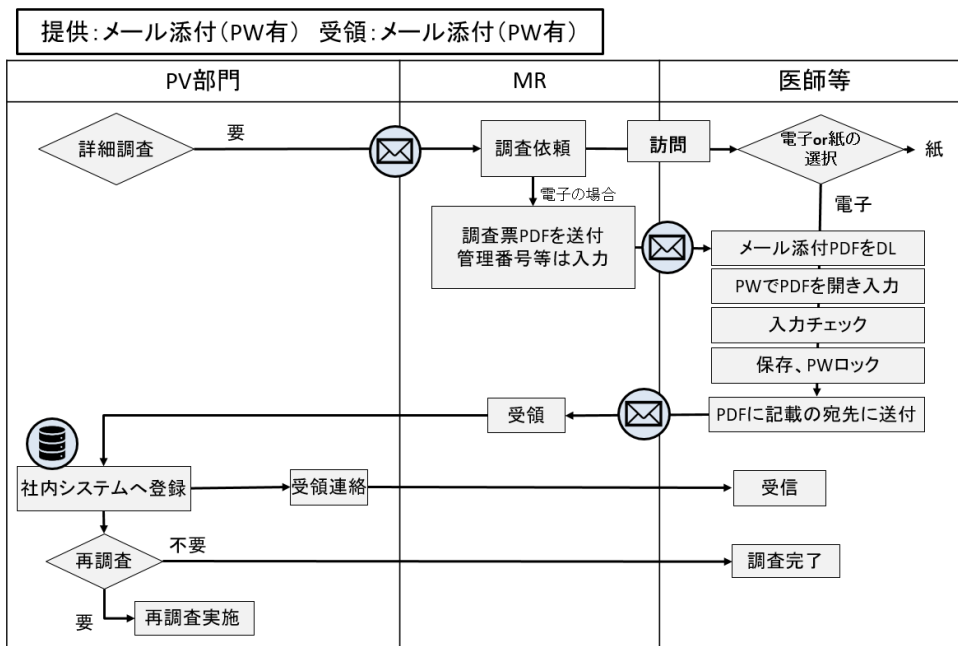 提供：メール添付（PW有） 受領：メール添付（PW有）
PV部門
MR
医師等
詳細調査
要
調査依頼
訪問
電子or紙の
選択
紙
電子の場合
電子
調査票PDFを送付
管理番号等は入力
メール添付PDFをDL
PWでPDFを開き入力
入力チェック
保存、PWロック
PDFに記載の宛先に送付
受領
社内システムへ登録
受領連絡
受信
再調査
不要
調査完了
要
再調査実施